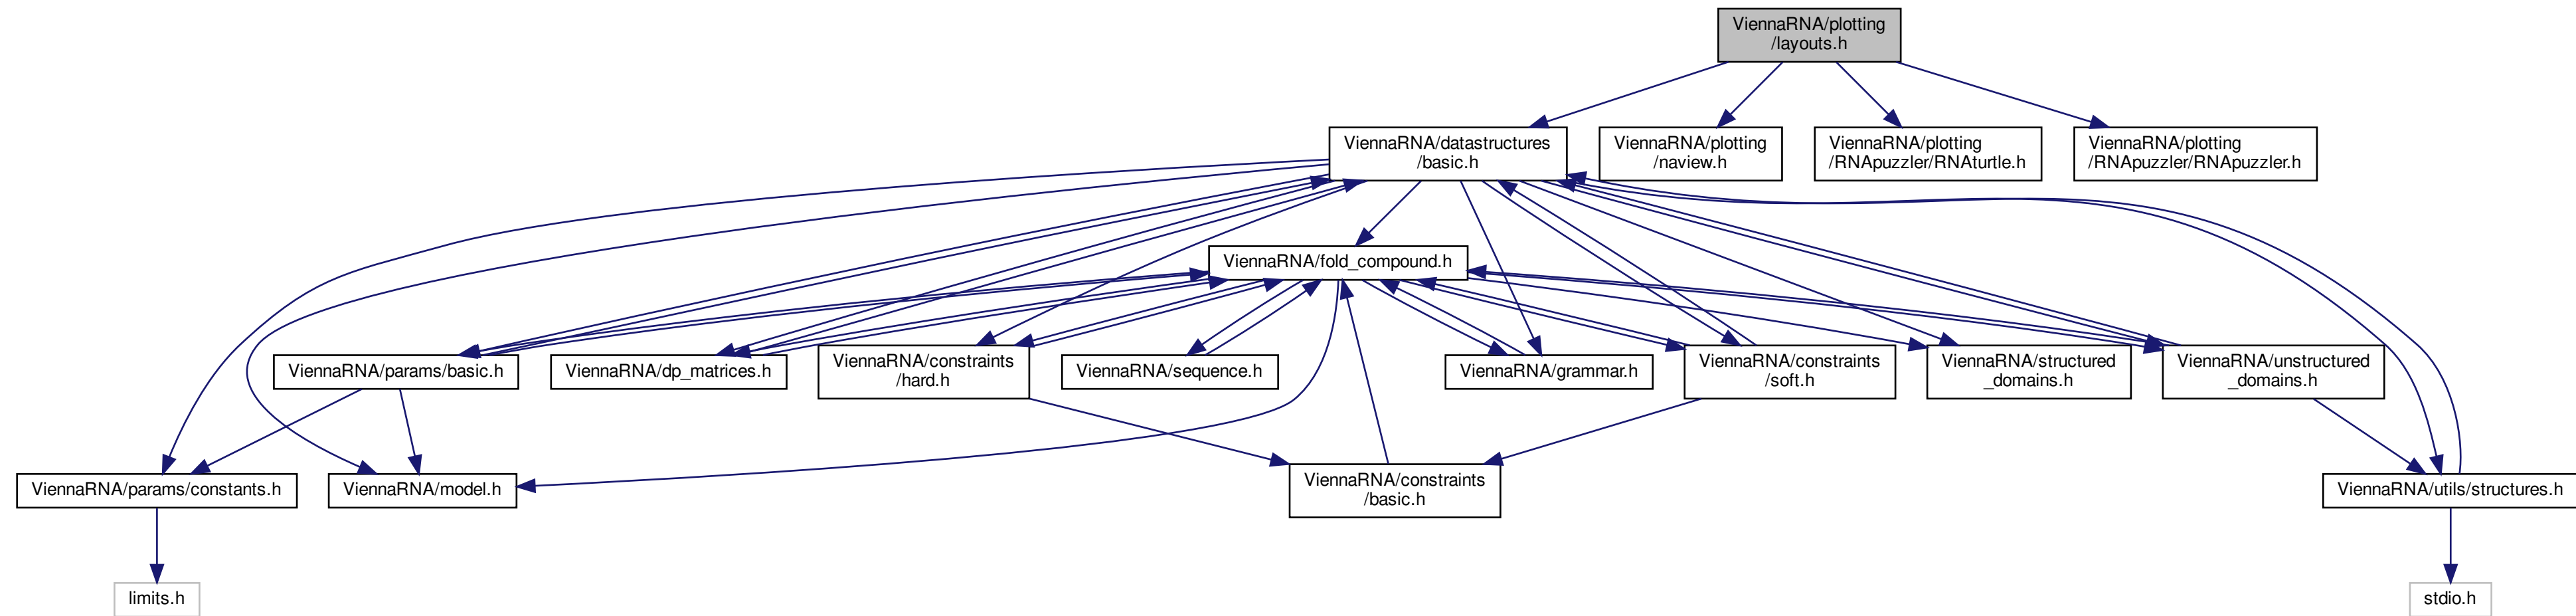 ViennaRNA/plotting
/layouts.h
ViennaRNA/datastructures
/basic.h
ViennaRNA/plotting
/naview.h
ViennaRNA/plotting
/RNApuzzler/RNAturtle.h
ViennaRNA/plotting
/RNApuzzler/RNApuzzler.h
ViennaRNA/fold_compound.h
ViennaRNA/params/basic.h
ViennaRNA/dp_matrices.h
ViennaRNA/constraints
/hard.h
ViennaRNA/sequence.h
ViennaRNA/grammar.h
ViennaRNA/constraints
/soft.h
ViennaRNA/structured
_domains.h
ViennaRNA/unstructured
_domains.h
ViennaRNA/params/constants.h
ViennaRNA/model.h
ViennaRNA/constraints
/basic.h
ViennaRNA/utils/structures.h
limits.h
stdio.h